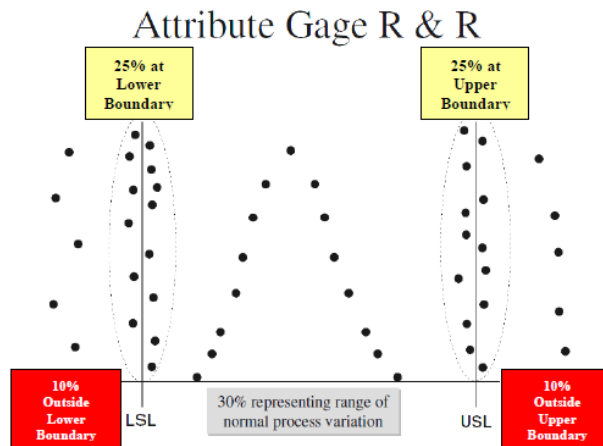 Attribute Gage R & R
25% at
Lower
Boundary
25% at
Upper
Boundary
10%
Outside
Lower
Boundary
LSL
30% representing range of
normal process variation
USL
10%
Outside
Upper
Boundary